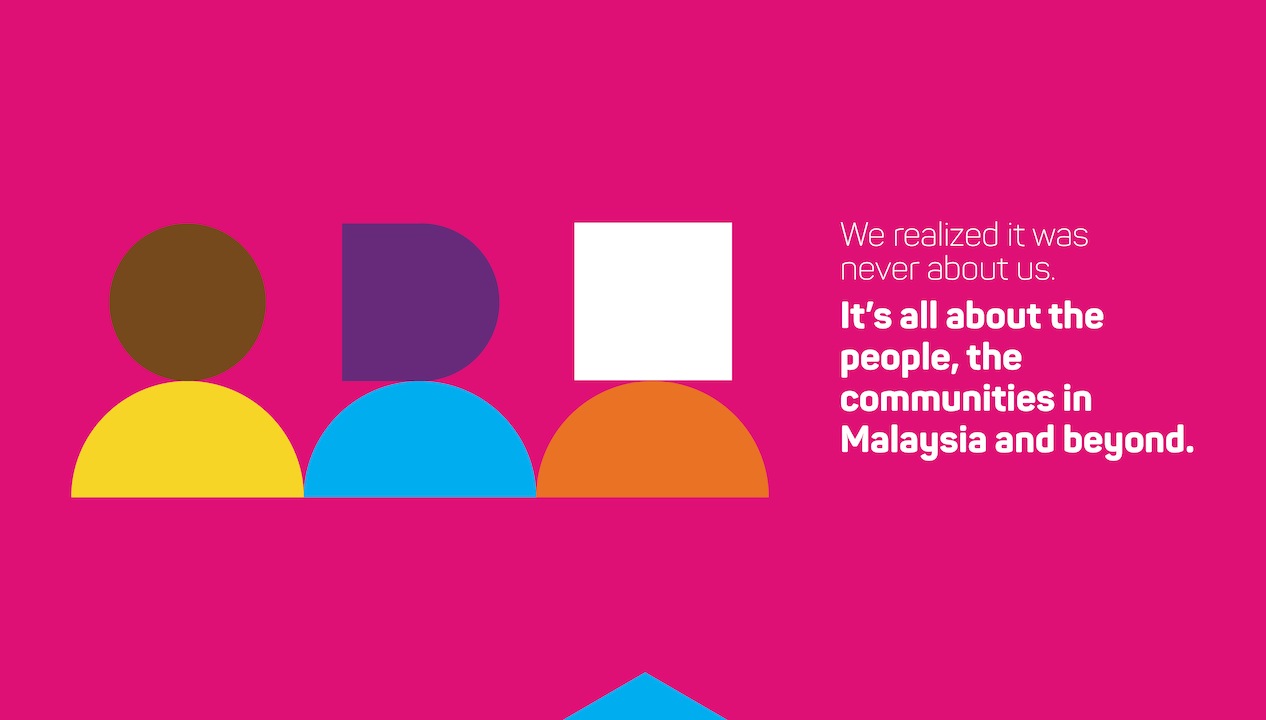 We realized it was
never about us.
It's all about the
people, the
communities in
Malaysia and beyond.